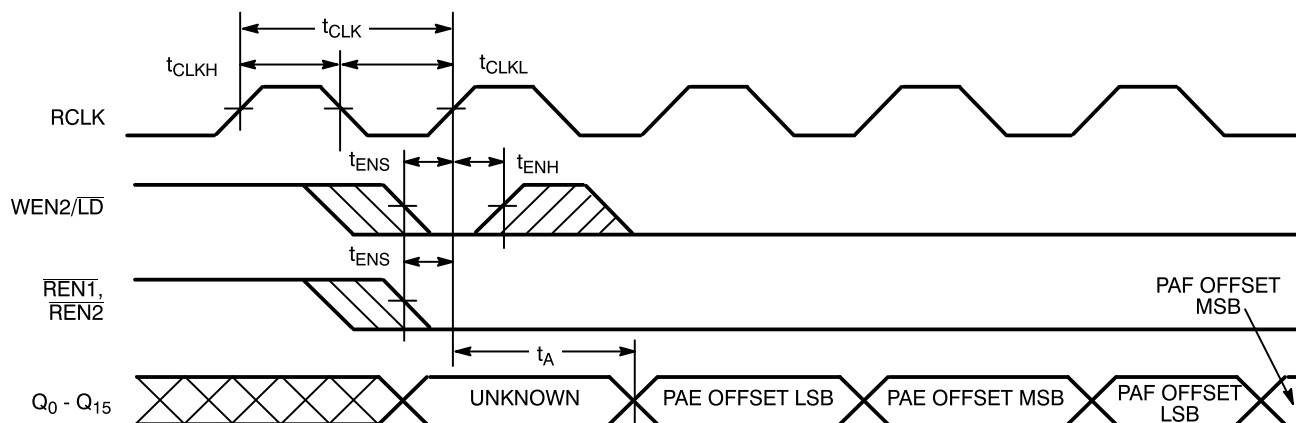 tCLK
tCLKH
tCLKL
RCLK
tENS
tENH
WEN2/LD
tENS
REN1,
REN2
PAF OFFSET
MSB
tA
Q0 - Q15
UNKNOWN
PAE OFFSET LSB
PAE OFFSET MSB
PAF OFFSET
LSB